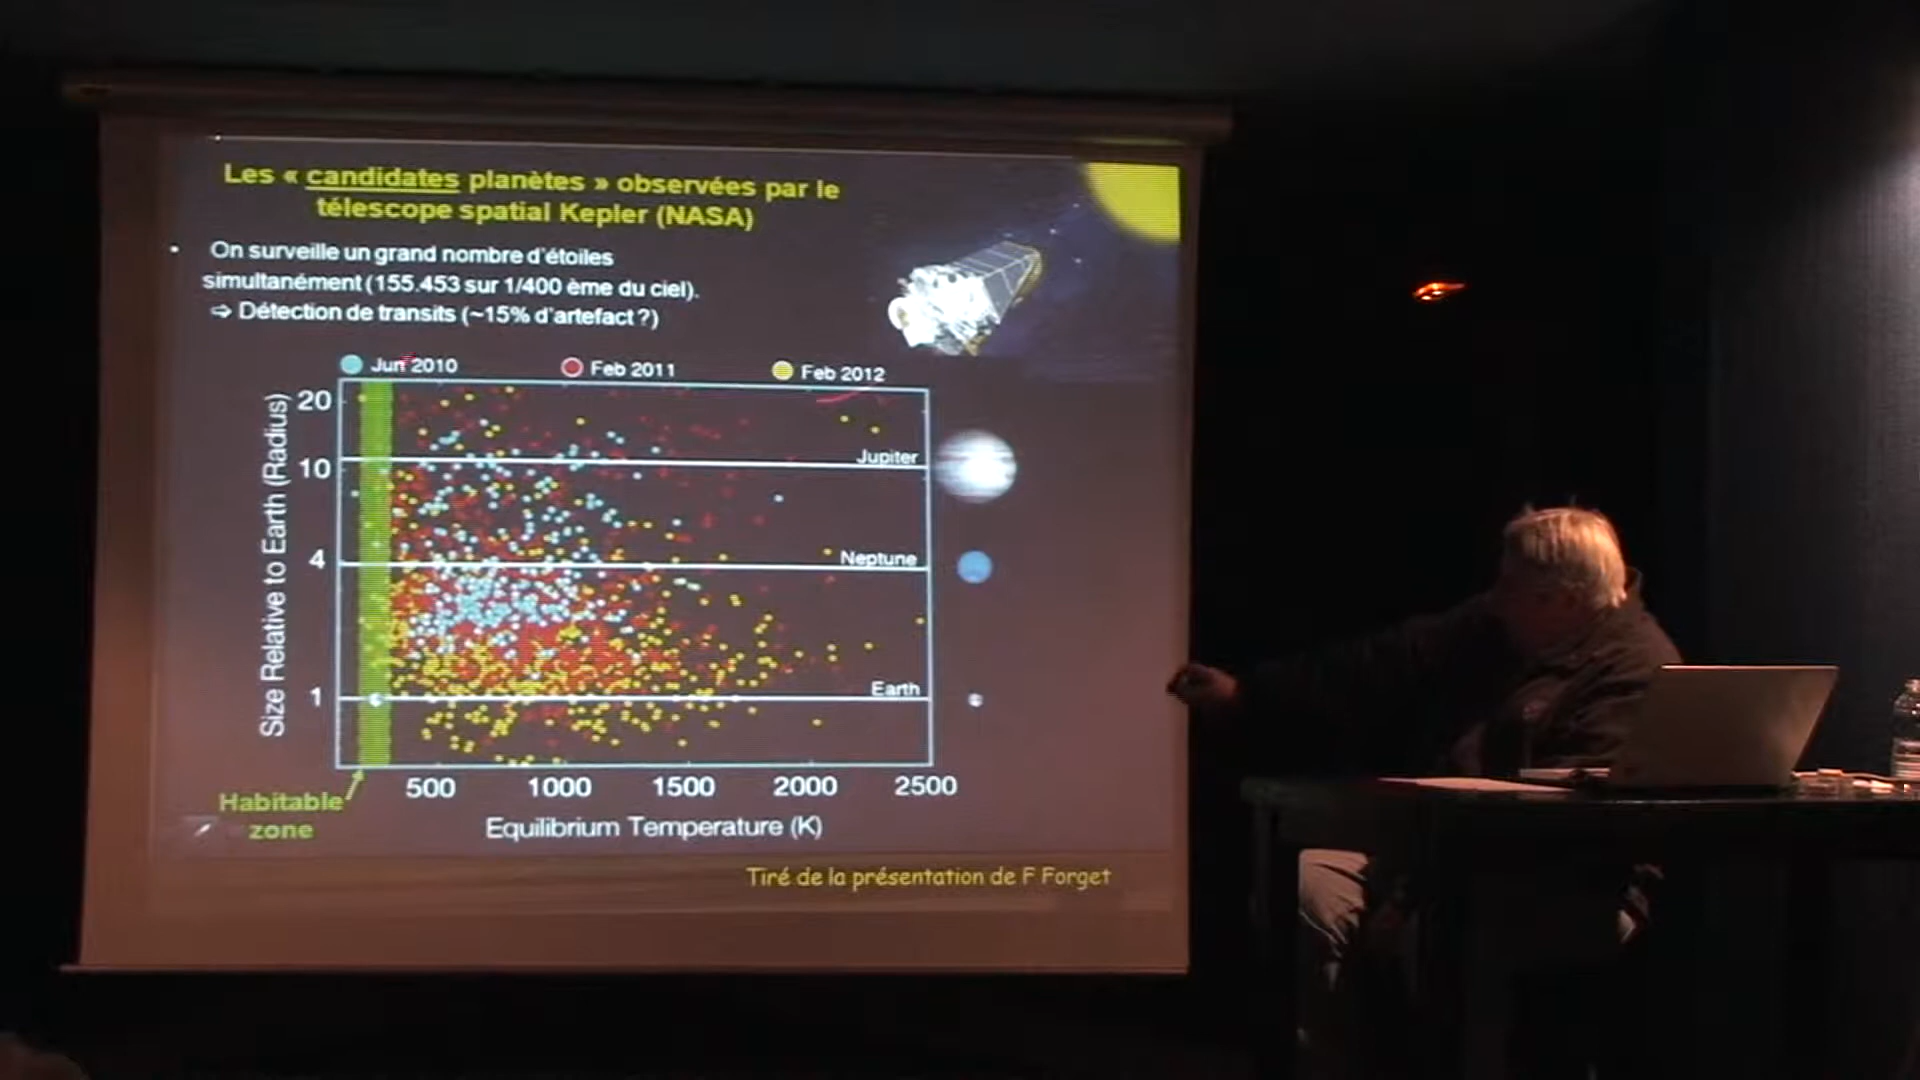 Les « candidates planètes » observées par le
télescope spatial Kepler (NASA)
• On surveille un grand nombre d'étoiles
simultanément (155.453 sur 1/400 ème du ciel).
⇨ Détection de transits (~15% d'artefact ?)
Jun 2010 Feb 2011 Feb 2012
Size Relative to Earth (Radius)
20
10
4
1
Jupiter
Neptune
Earth
500 1000 1500 2000 2500
Equilibrium Temperature (K)
Habitable
zone
Tiré de la présentation de F Forget